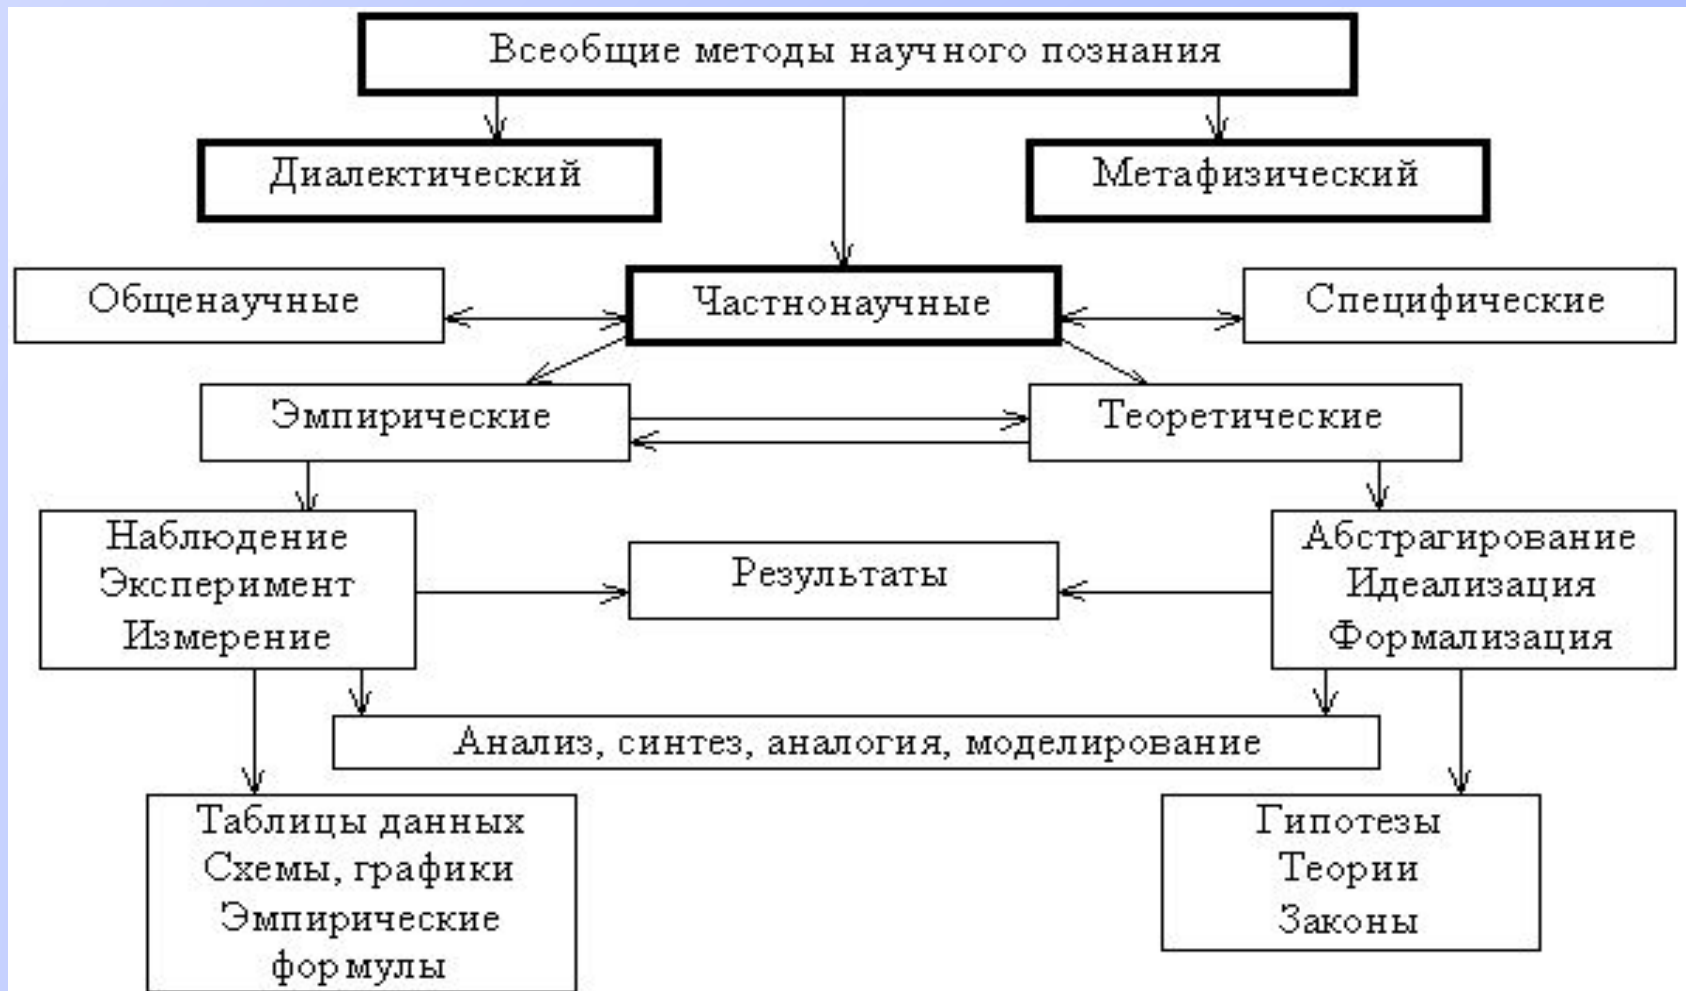 Всеобщие методы научного познания
Диалектический
Метафизический
Общенаучные
Частнонаучные
Специфические
Эмпирические
Теоретические
Наблюдение
Эксперимент
Измерение
Результаты
Абстрагирование
Идеализация
Формализация
Анализ, синтез, аналогия, моделирование
Таблицы данных
Схемы, графики
Эмпирические
формулы
Гипотезы
Теории
Законы